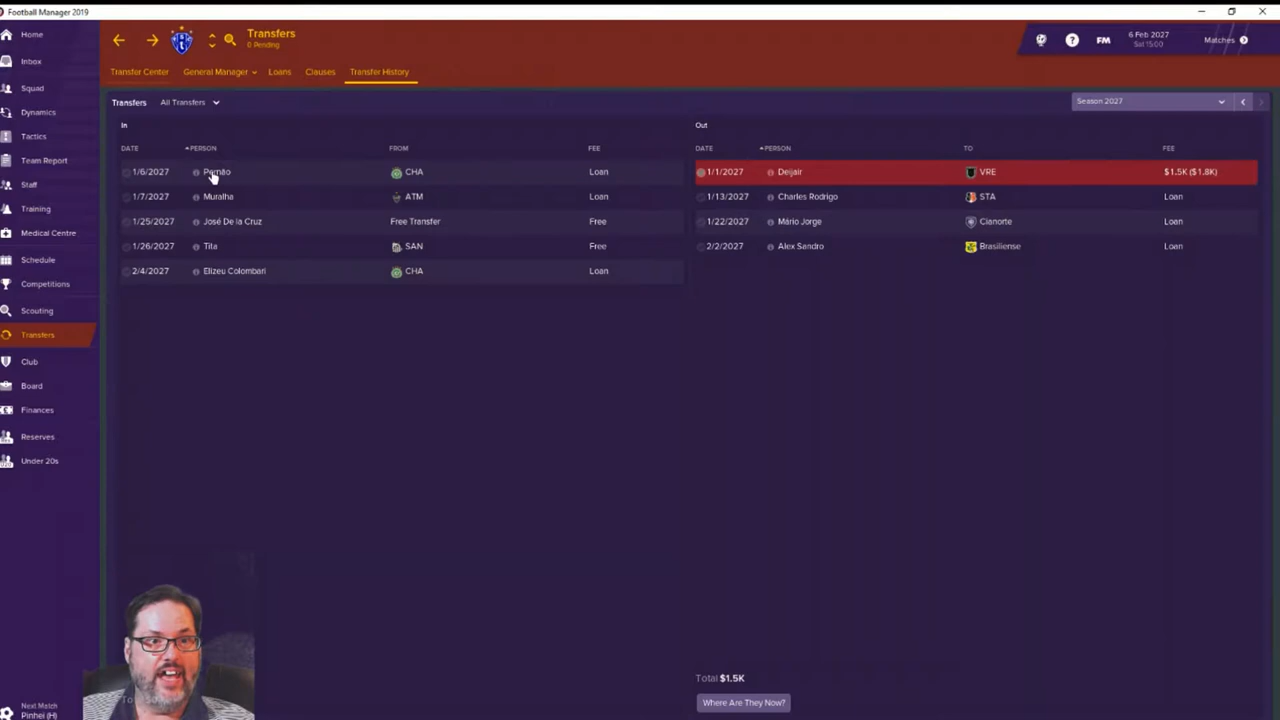 Football Manager 2019
Home
Inbox
Squad
Dynamics
Tactics
Team Report
Staff
Training
Medical Centre
Schedule
Competitions
Scouting
Transfers
Club
Board
Finances
Reserves
Under 20s
Next Match
Pinhei (H)
Transfers
0 Pending
FM
6 Feb 2027
Sat 15:00
Matches
Transfer Center General Manager Loans Clauses Transfer History
Transfers All Transfers
Season 2027
In
DATE PERSON FROM FEE
1/6/2027 CHA Loan
1/7/2027 Muralha ATM Loan
1/25/2027 José De la Cruz Free Transfer Free
1/26/2027 Tita SAN Free
2/4/2027 Elizeu Colombari CHA Loan
Out
DATE PERSON TO FEE
1/1/2027 Deijair VRE $1.5K ($1.8K)
1/13/2027 Charles Rodrigo STA Loan
1/22/2027 Mário Jorge Cianorte Loan
2/2/2027 Alex Sandro Brasiliense Loan
Total $1.5K
Where Are They Now?